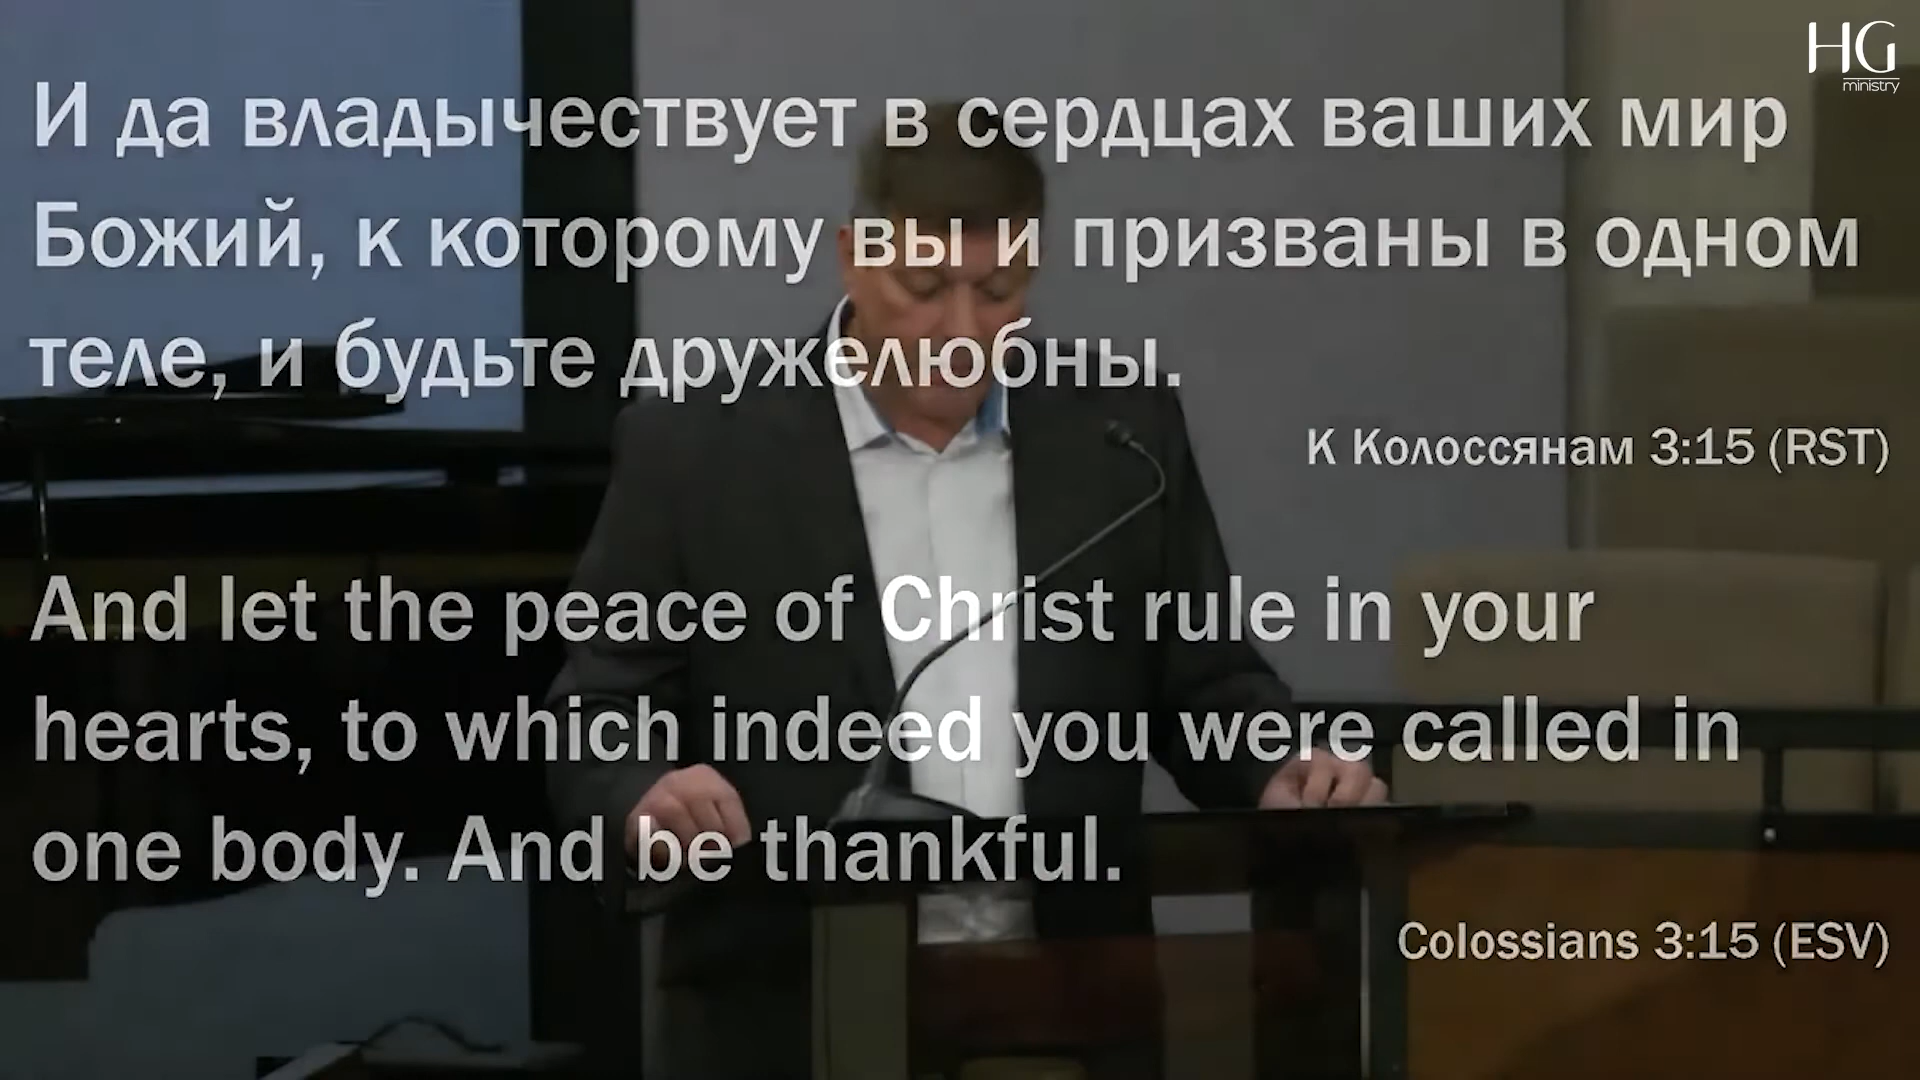 HG
ministry
И да владычествует в сердцах ваших мир
Божий, к которому вы и призваны в одном
теле, и будьте дружелюбны.
К Колоссянам 3:15 (RST)
And let the peace of Christ rule in your
hearts, to which indeed you were called in
one body. And be thankful.
Colossians 3:15 (ESV)